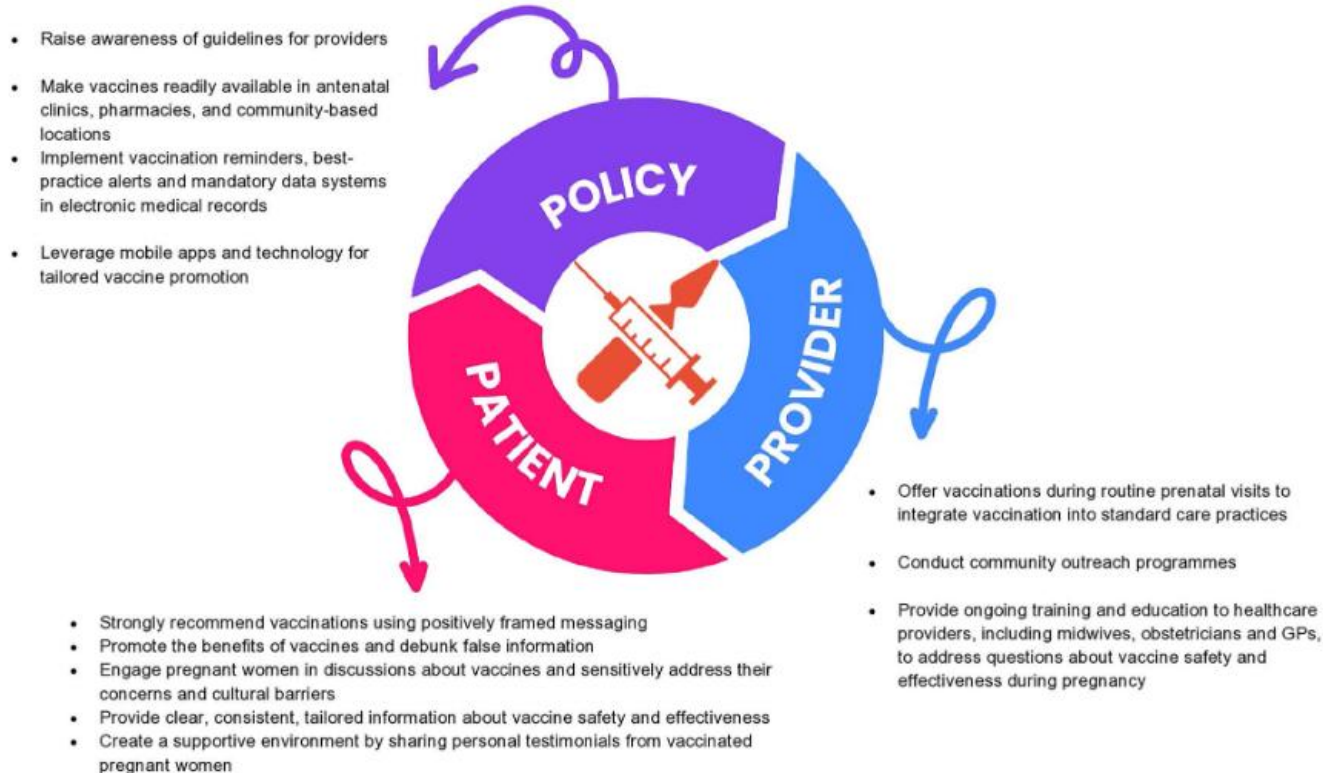 • Raise awareness of guidelines for providers
• Make vaccines readily available in antenatal
clinics, pharmacies, and community-based
locations
• Implement vaccination reminders, best-
practice alerts and mandatory data systems
in electronic medical records
• Leverage mobile apps and technology for
tailored vaccine promotion
POLICY
PROVIDER
PATIENT
• Offer vaccinations during routine prenatal visits to
integrate vaccination into standard care practices
• Conduct community outreach programmes
• Provide ongoing training and education to healthcare
providers, including midwives, obstetricians and GPs,
to address questions about vaccine safety and
effectiveness during pregnancy
• Strongly recommend vaccinations using positively framed messaging
• Promote the benefits of vaccines and debunk false information
• Engage pregnant women in discussions about vaccines and sensitively address their
concerns and cultural barriers
• Provide clear, consistent, tailored information about vaccine safety and effectiveness
• Create a supportive environment by sharing personal testimonials from vaccinated
pregnant women